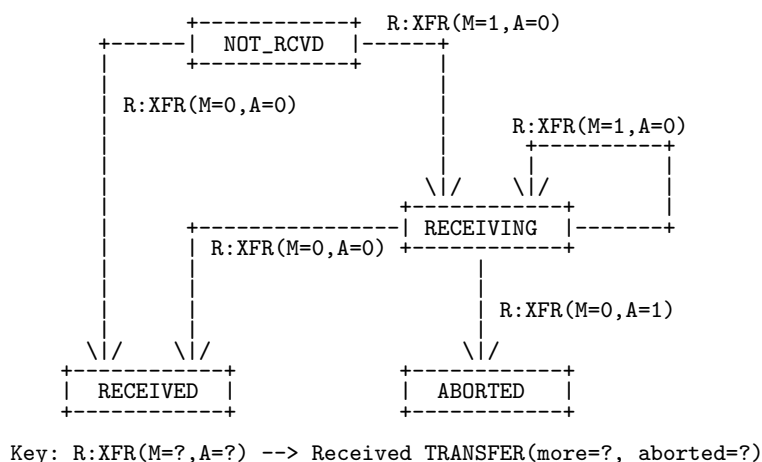 R:XFR(M=1,A=0)
NOT_RCVD
R:XFR(M=0,A=0)
R:XFR(M=1,A=0)
RECEIVING
R:XFR(M=0,A=0)
R:XFR(M=0,A=1)
RECEIVED
ABORTED
Key: R:XFR(M=?,A=?) --> Received TRANSFER(more=?, aborted=?)